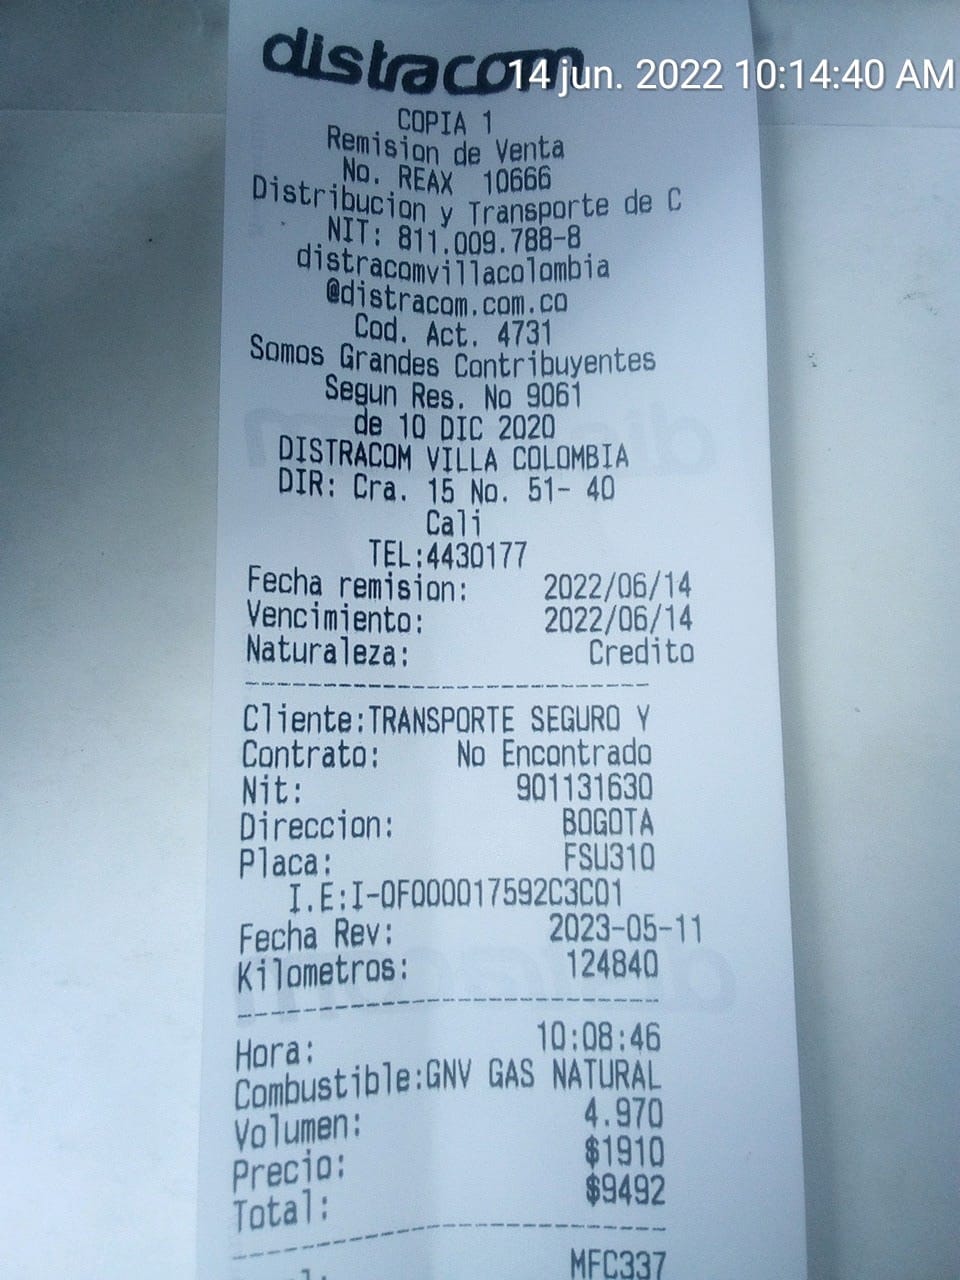 distracom
14 jun. 2022 10:14:40 AM
COPIA 1
Remision de Venta
No. REAX 10666
Distribucion y Transporte de C
NIT: 811.009.788-8
distracomvillacolombia
@distracom.com.co
Cod. Act. 4731
Somos Grandes Contribuyentes
Segun Res. No 9061
de 10 DIC 2020
DISTRACOM VILLA COLOMBIA
DIR: Cra. 15 No. 51- 40
Cali
TEL:4430177
Fecha remision: 2022/06/14
Vencimiento: 2022/06/14
Naturaleza: Credito
Cliente:TRANSPORTE SEGURO Y
Contrato: No Encontrado
Nit: 901131630
Direccion: BOGOTA
Placa: FSU310
I.E:I-0F000017592C3C01
Fecha Rev: 2023-05-11
Kilometros: 124840
Hora: 10:08:46
Combustible:GNV GAS NATURAL
Volumen: 4.970
Precio: $1910
Total: $9492
MFC337